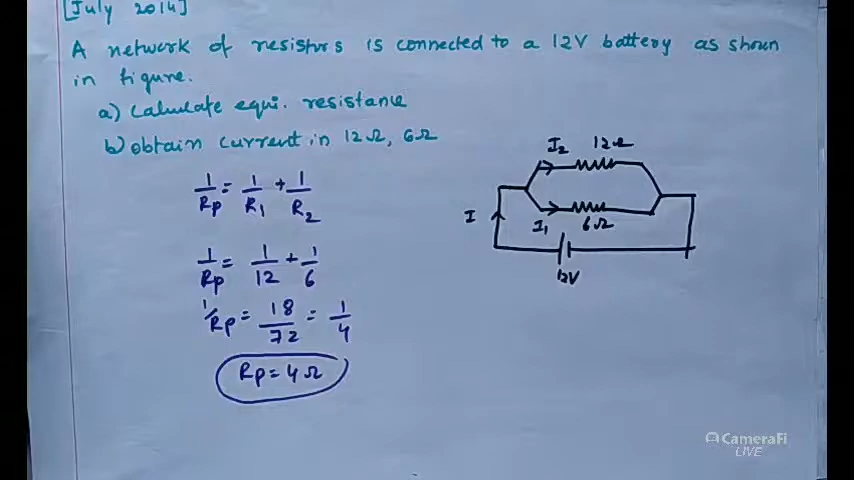 [July 2014]
A network of resistors is connected to a 12V battery as shown
in figure.
a) Calculate equi. resistance
b) obtain current in 12Ω, 6Ω
1/Rp = 1/R1 + 1/R2
1/Rp = 1/12 + 1/6
1/Rp = 18/72 = 1/4
Rp = 4Ω
I2 12Ω
I
I1 6Ω
12V
CameraFi
LIVE